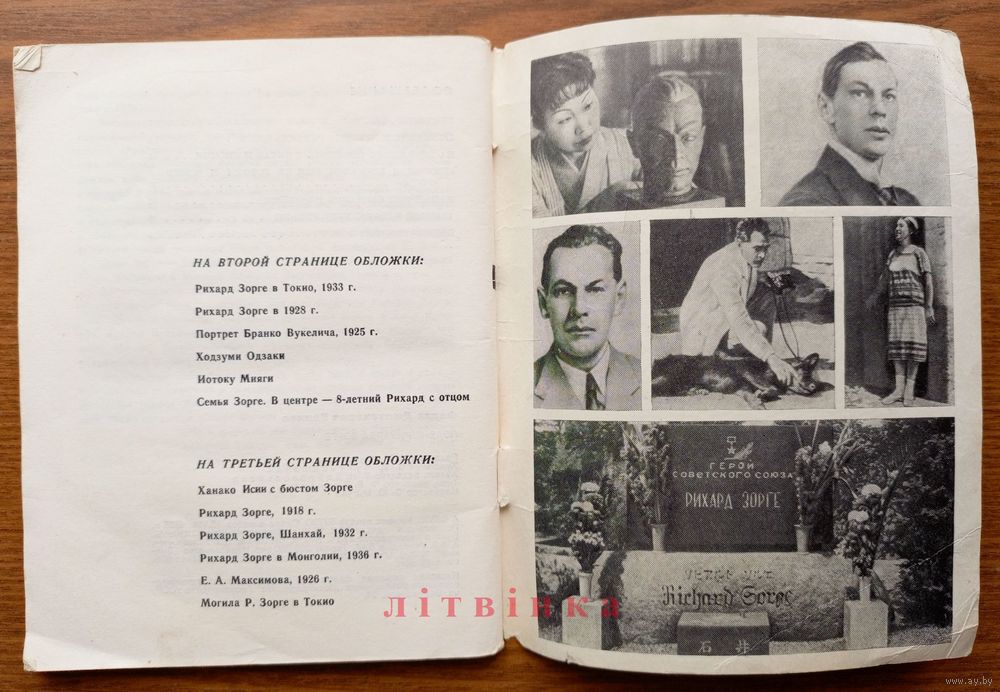 НА ВТОРОЙ СТРАНИЦЕ ОБЛОЖКИ:
Рихард Зорге в Токио, 1933 г.
Рихард Зорге в 1928 г.
Портрет Бранко Вукелича, 1925 г.
Ходзуми Одзаки
Иотоку Мияги
Семья Зорге. В центре — 8-летний Рихард с отцом
НА ТРЕТЬЕЙ СТРАНИЦЕ ОБЛОЖКИ:
Ханако Исии с бюстом Зорге
Рихард Зорге, 1918 г.
Рихард Зорге, Шанхай, 1932 г.
Рихард Зорге в Монголии, 1936 г.
Е. А. Максимова, 1926 г.
Могила Р. Зорге в Токио
ГЕРОЙ
СОВЕТСКОГО СОЮЗА
РИХАРД ЗОРГЕ
Richard Sorge
石井
літвінка
www.ay.by